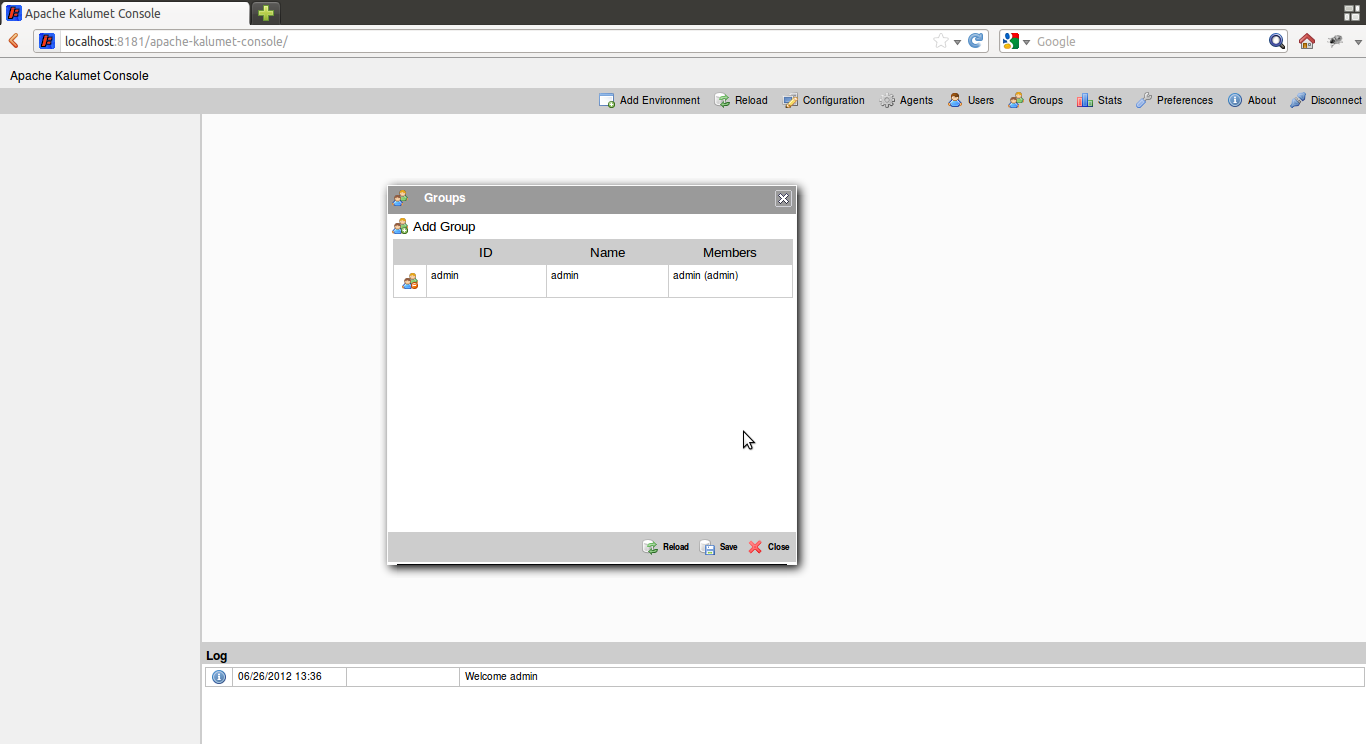 Apache Kalumet Console
localhost:8181/apache-kalumet-console/
Google
Apache Kalumet Console
Add Environment Reload Configuration Agents Users Groups Stats Preferences About Disconnect
Groups
Add Group
ID Name Members
admin admin admin (admin)
Reload Save Close
Log
06/26/2012 13:36 Welcome admin